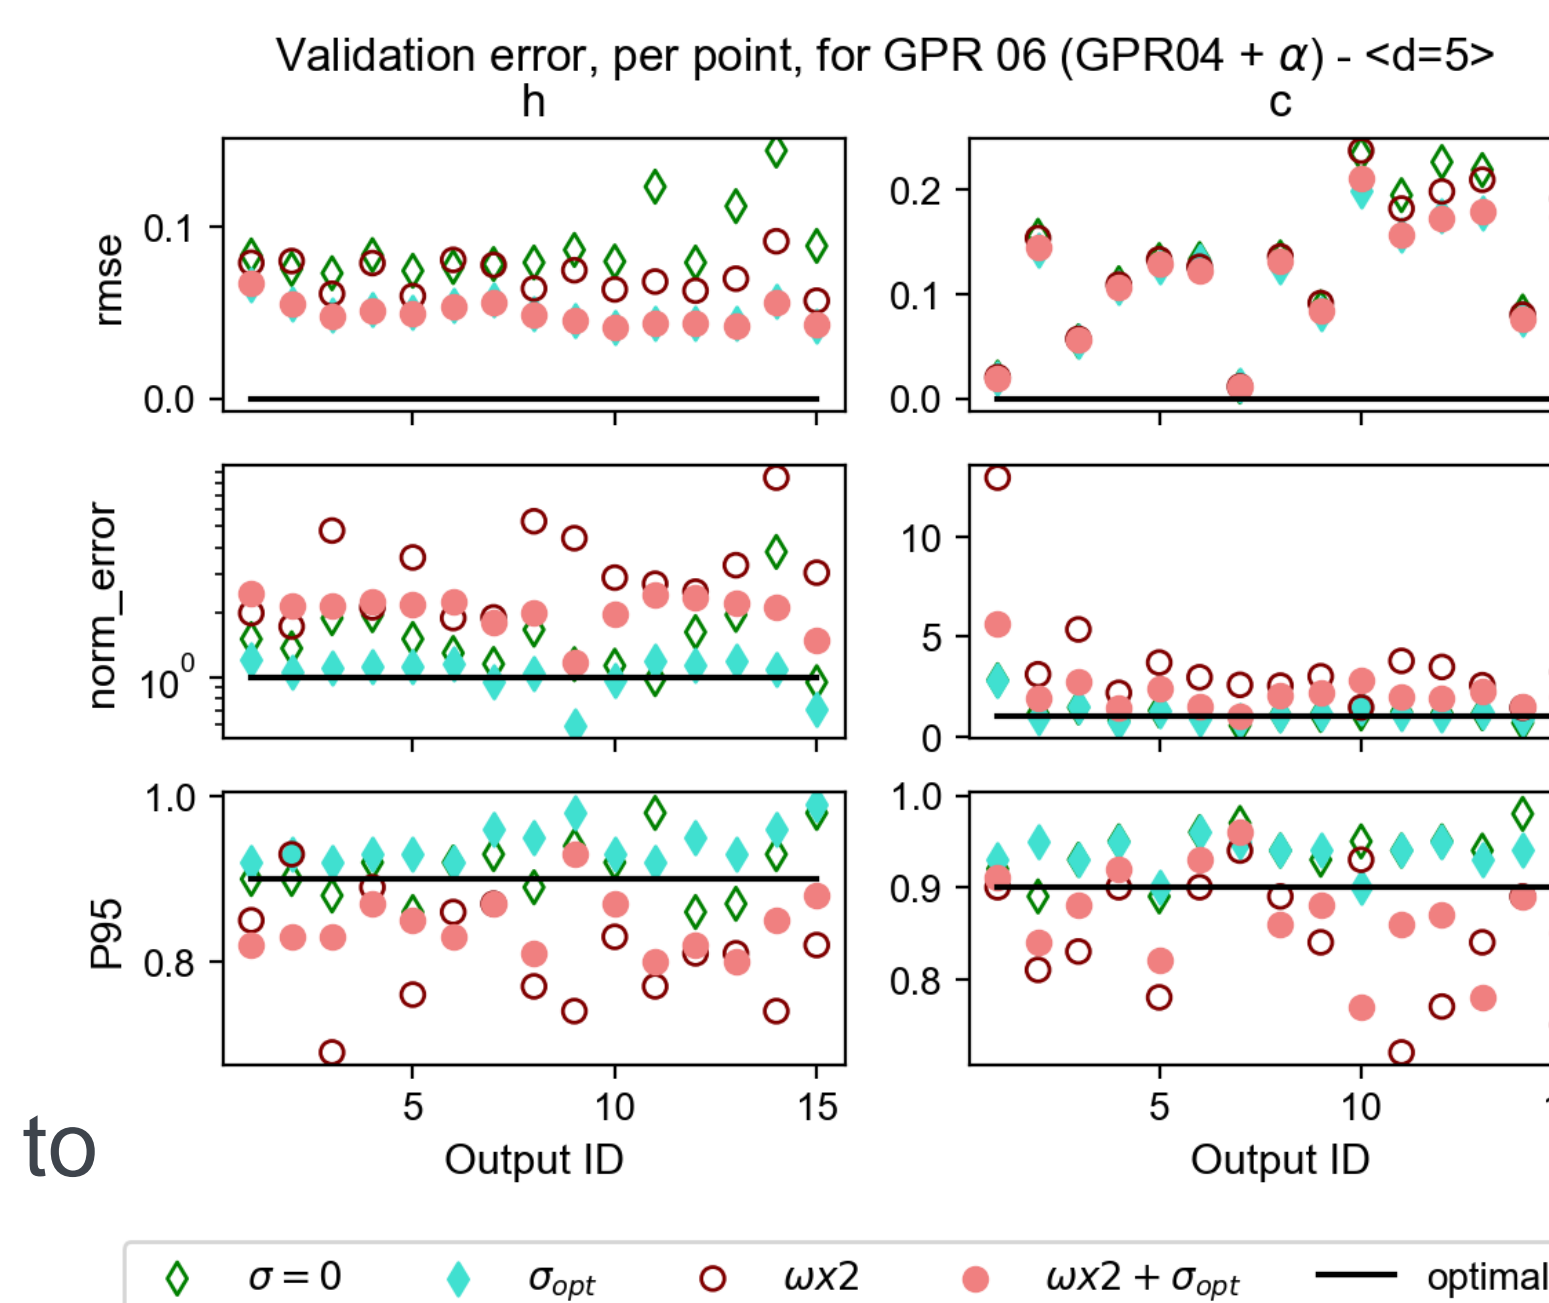 Validation error, per point, for GPR 06 (GPR04 + α) - <d=5>
h c
rmse
0.1
0.0
0.2
0.1
0.0
norm_error
10⁰
10
5
0
P95
1.0
0.8
1.0
0.9
0.8
5 10 15
5 10
Output ID Output ID
to
σ = 0 σ_opt ωx2 ωx2 + σ_opt optimal